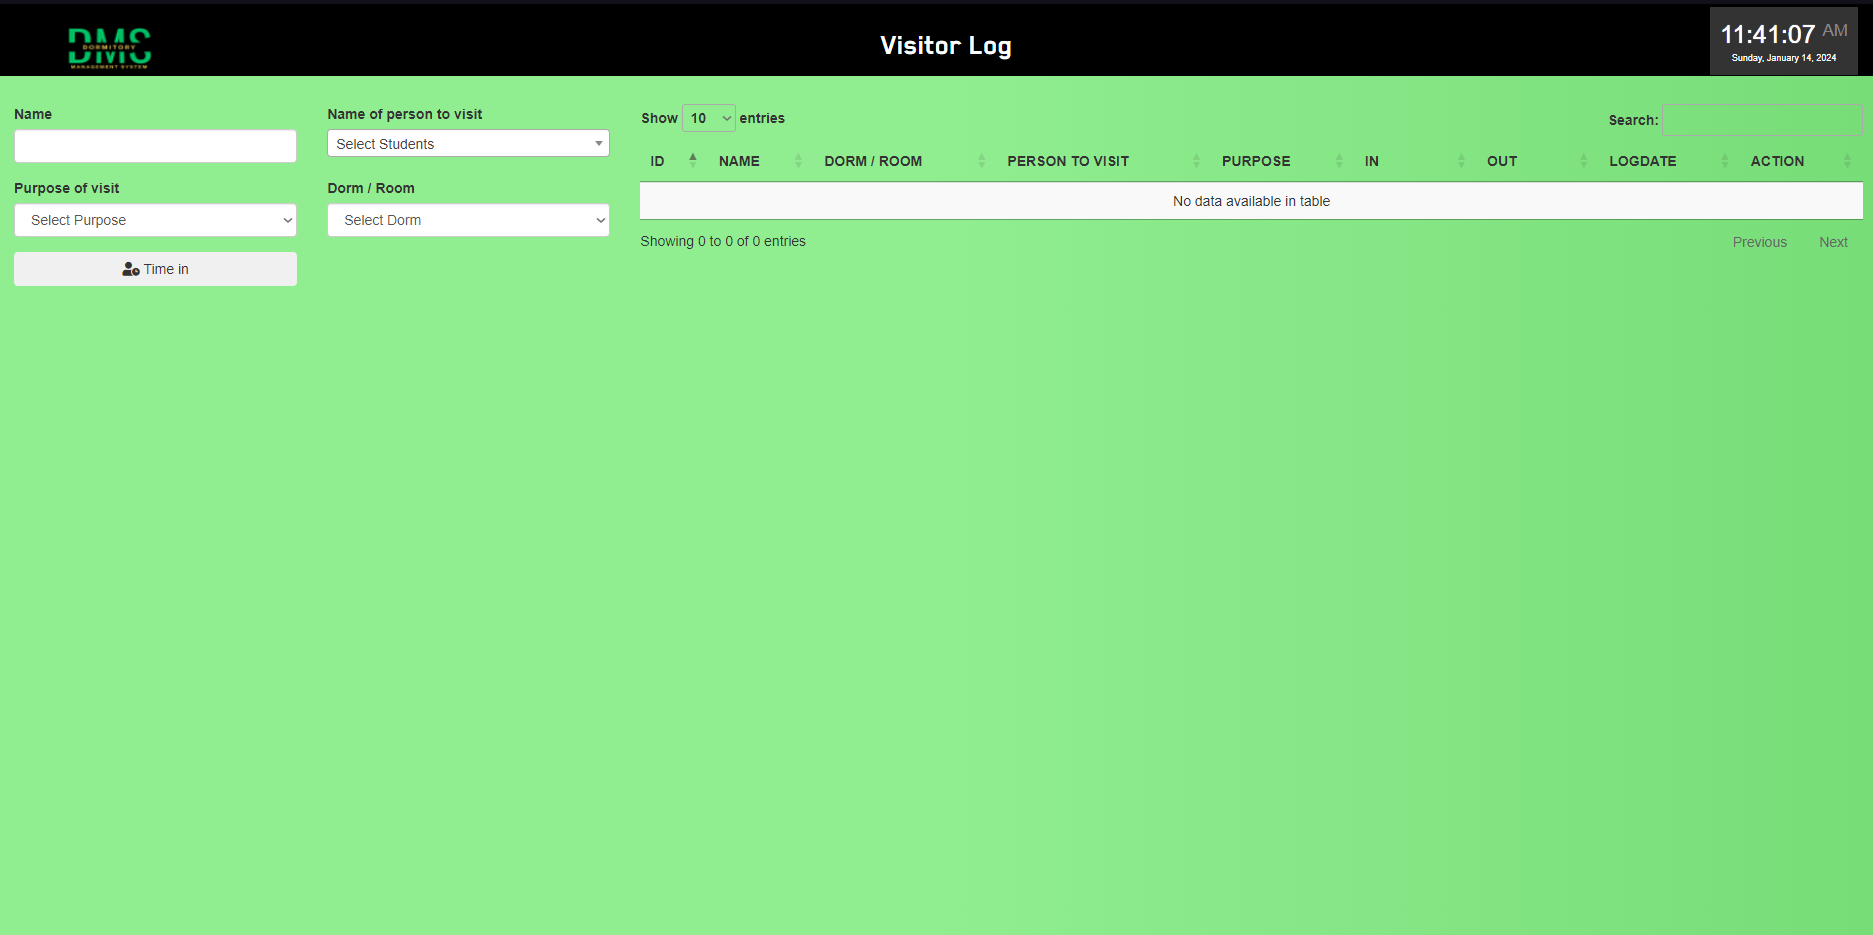 DMS
DORMITORY
MANAGEMENT SYSTEM
Visitor Log
11:41:07 AM
Sunday, January 14, 2024
Name
Name of person to visit
Select Students
Purpose of visit
Dorm / Room
Select Purpose
Select Dorm
Time in
Show 10 entries
Search:
ID NAME DORM / ROOM PERSON TO VISIT PURPOSE IN OUT LOGDATE ACTION
No data available in table
Showing 0 to 0 of 0 entries
Previous Next